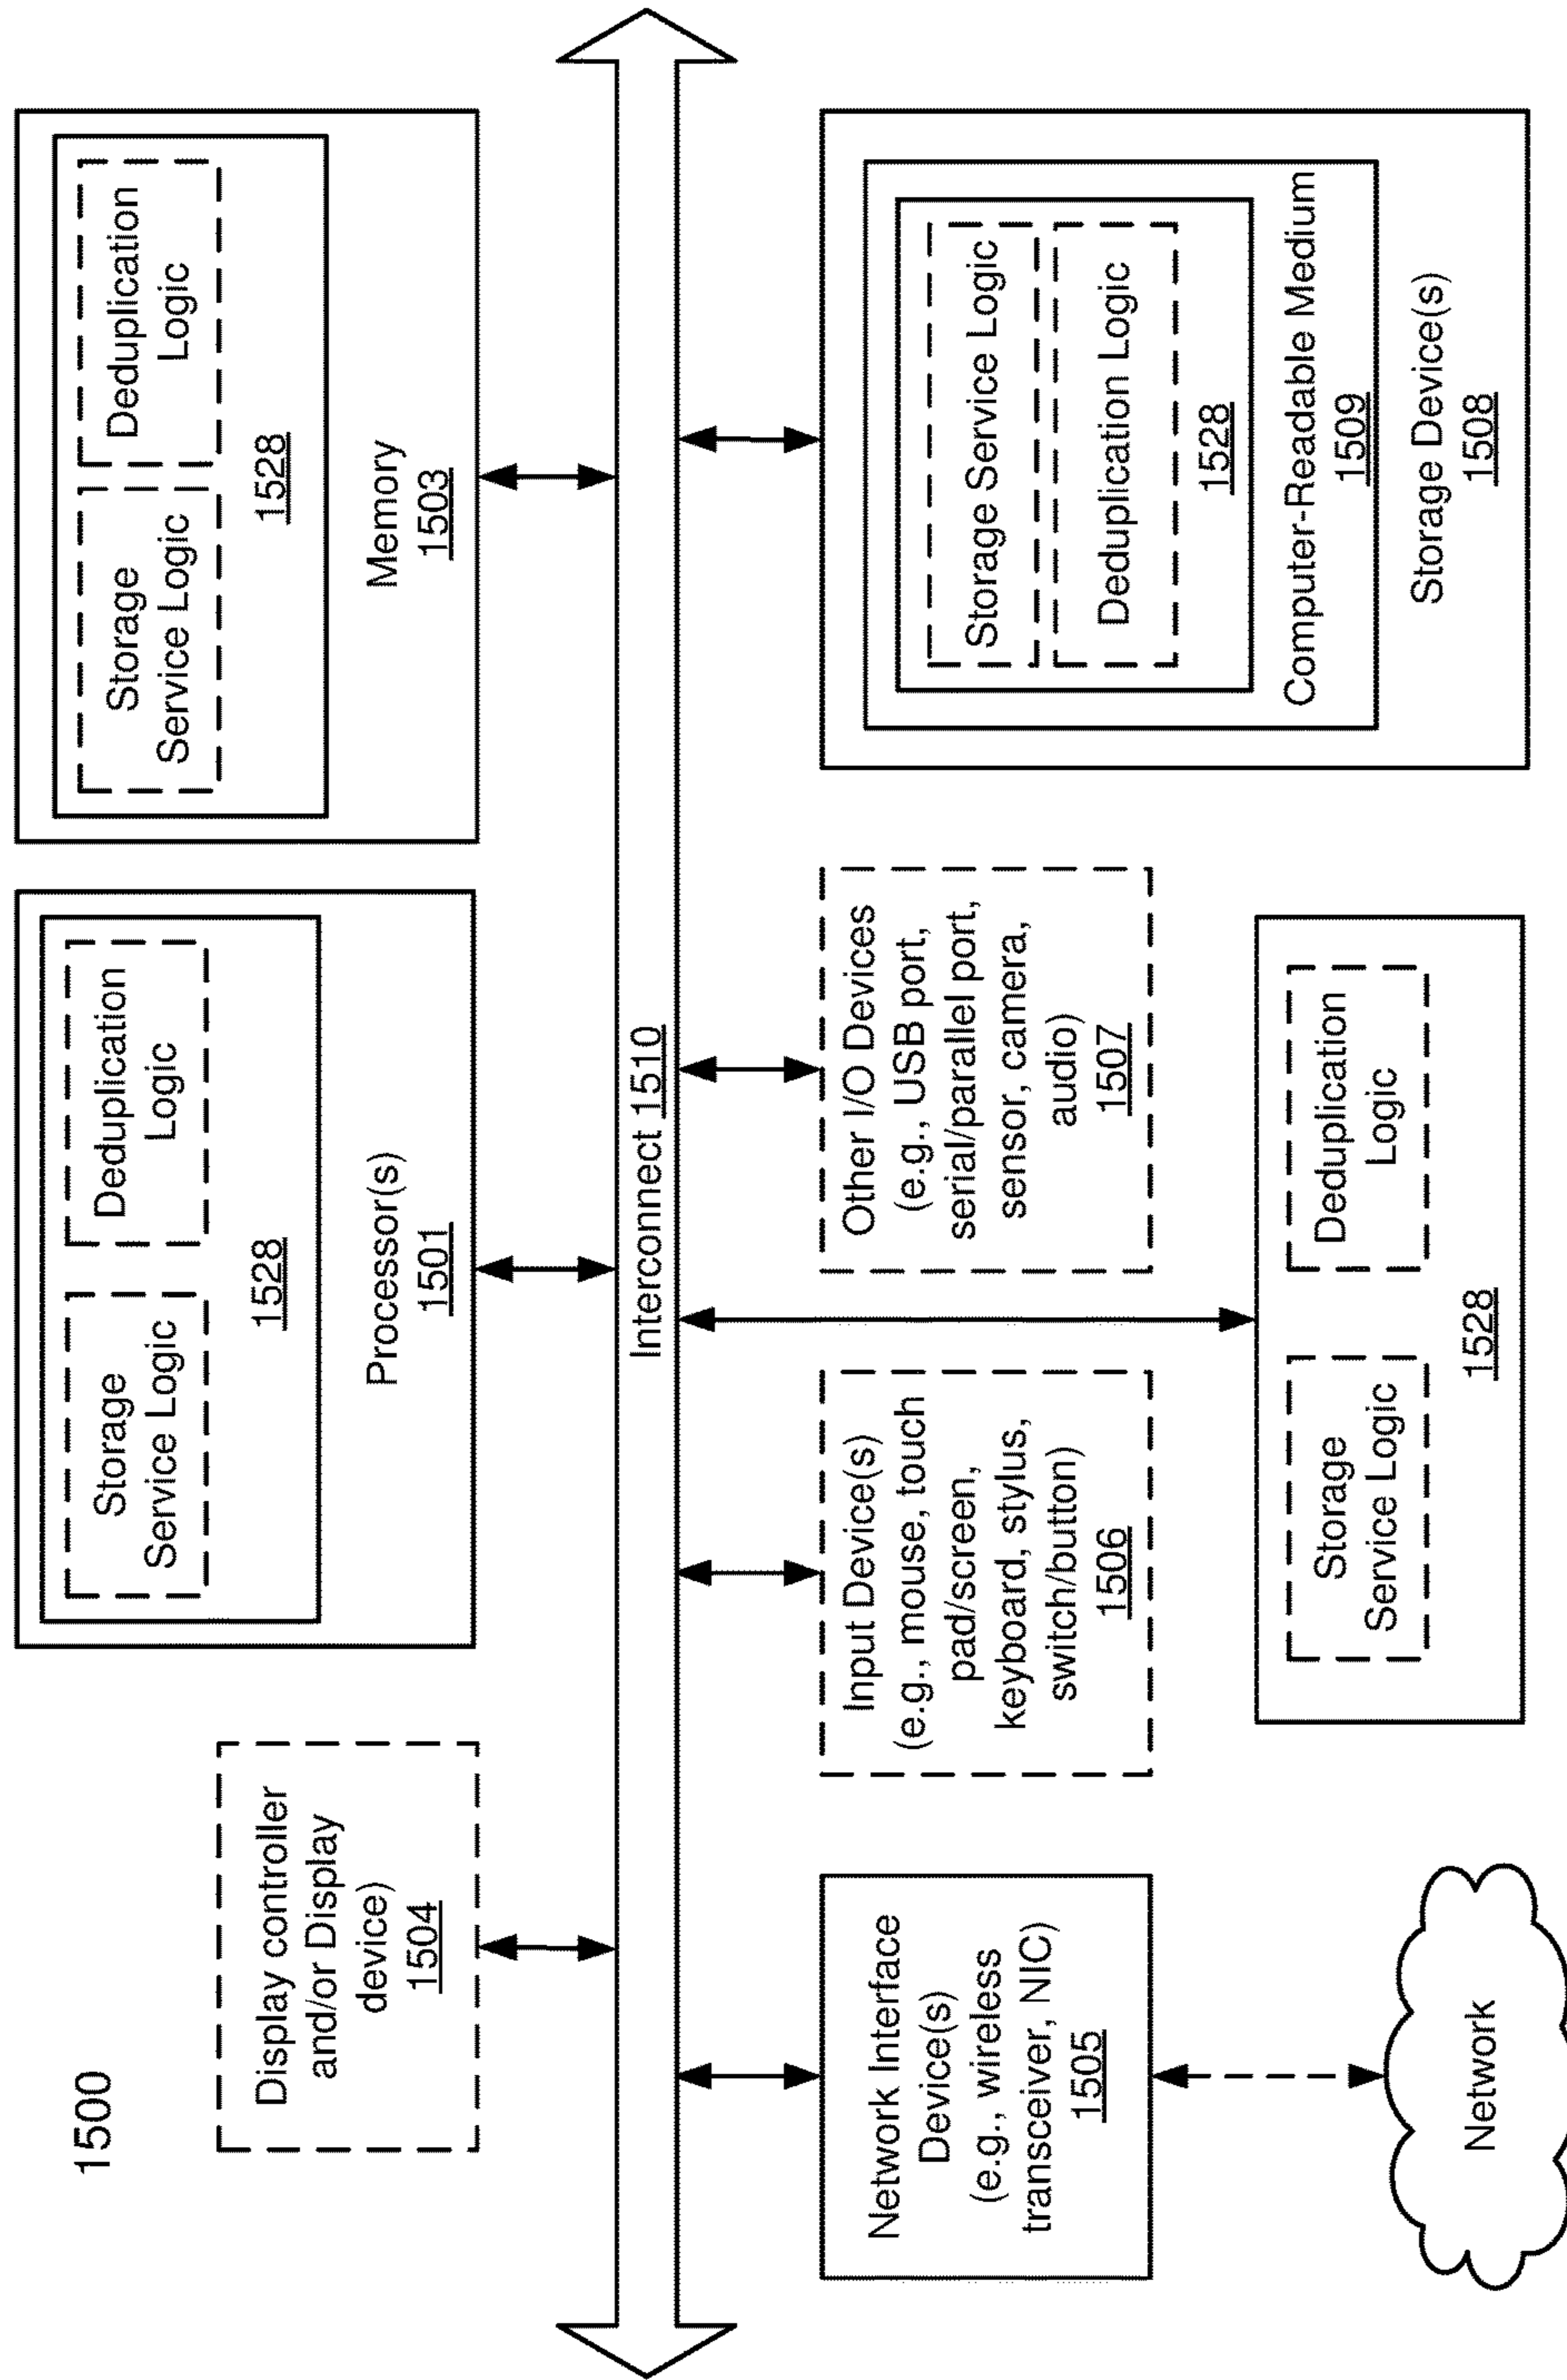 1500
Display controller
and/or Display
device)
1504
Storage
Service Logic
Deduplication
Logic
1528
Processor(s)
1501
Storage
Service Logic
Deduplication
Logic
1528
Memory
1503
Interconnect 1510
Network Interface
Device(s)
(e.g., wireless
transceiver, NIC)
1505
Input Device(s)
(e.g., mouse, touch
pad/screen,
keyboard, stylus,
switch/button)
1506
Other I/O Devices
(e.g., USB port,
serial/parallel port,
sensor, camera,
audio)
1507
Storage Service Logic
Deduplication Logic
1528
Computer-Readable Medium
1509
Storage Device(s)
1508
Storage
Service Logic
Deduplication
Logic
1528
Network